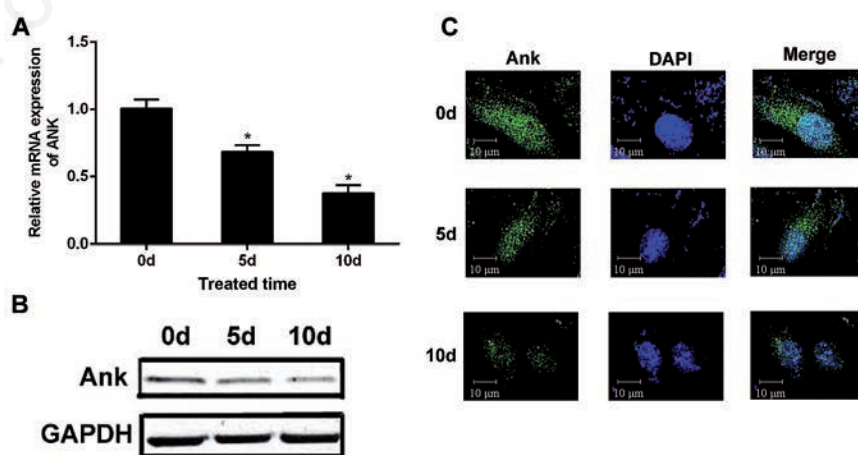 A
Relative mRNA expression
of ANK
1.5
1.0
0.5
0.0
*
*
0d 5d 10d
Treated time
B
0d 5d 10d
Ank
GAPDH
C
Ank DAPI Merge
0d
10 μm 10 μm 10 μm
5d
10 μm 10 μm 10 μm
10d
10 μm 10 μm 10 μm